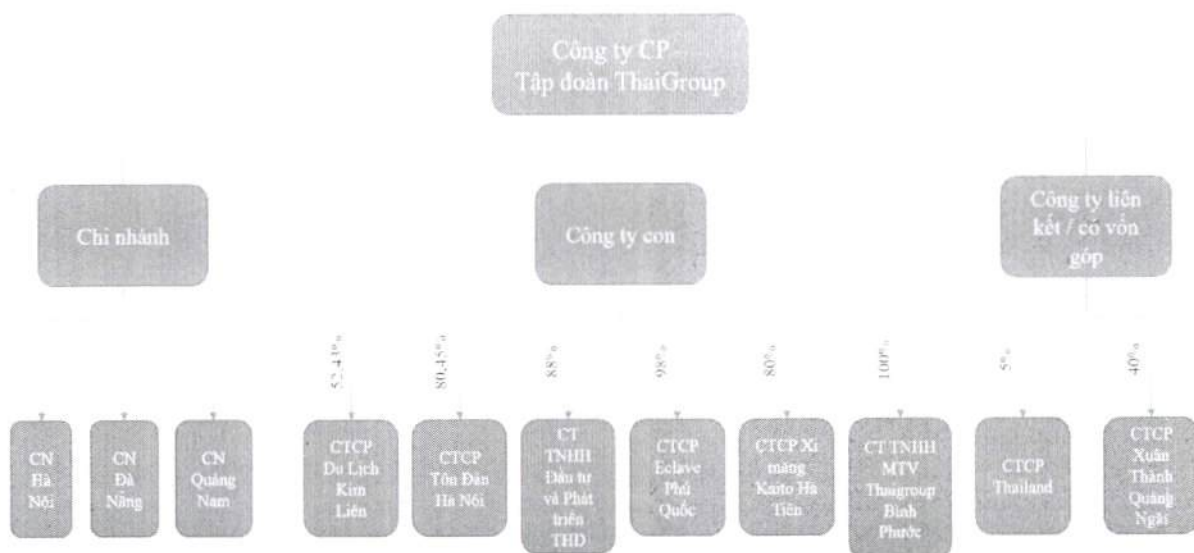 Công ty CP –
Tập đoàn ThaiGroup
Chi nhánh
Công ty con
Công ty liên
kết / có vốn
góp
52,43%
80,45%
88%
98%
80%
100%
5%
40%
CN
Hà
Nội
CN
Đà
Nẵng
CN
Quảng
Nam
CTCP
Du Lịch
Kim
Liên
CTCP
Tôn Đản
Hà Nội
CT
TNHH
Đầu tư
và Phát
triển
THD
CTCP
Eclave
Phú
Quốc
CTCP Xi
măng
Kaito Hà
Tiên
CT TNHH
MTV
Thaigroup
Bình
Phước
CTCP
Thailand
CTCP
Xuân
Thành
Quảng
Ngãi